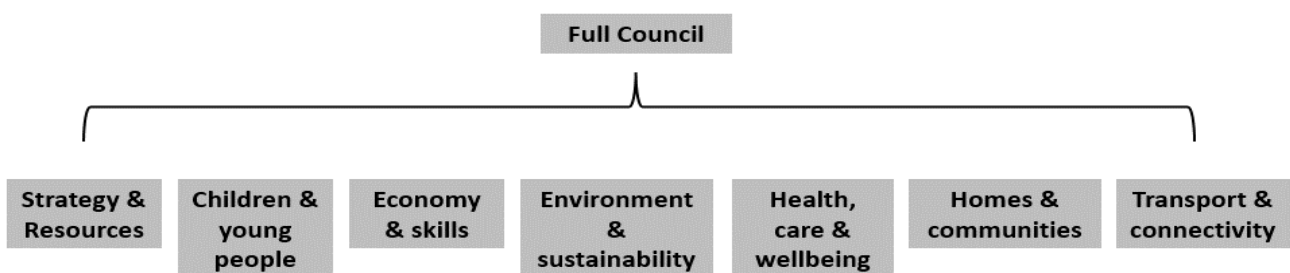 Full Council
Strategy &
Resources
Children &
young
people
Economy
& skills
Environment
&
sustainability
Health,
care &
wellbeing
Homes &
communities
Transport &
connectivity